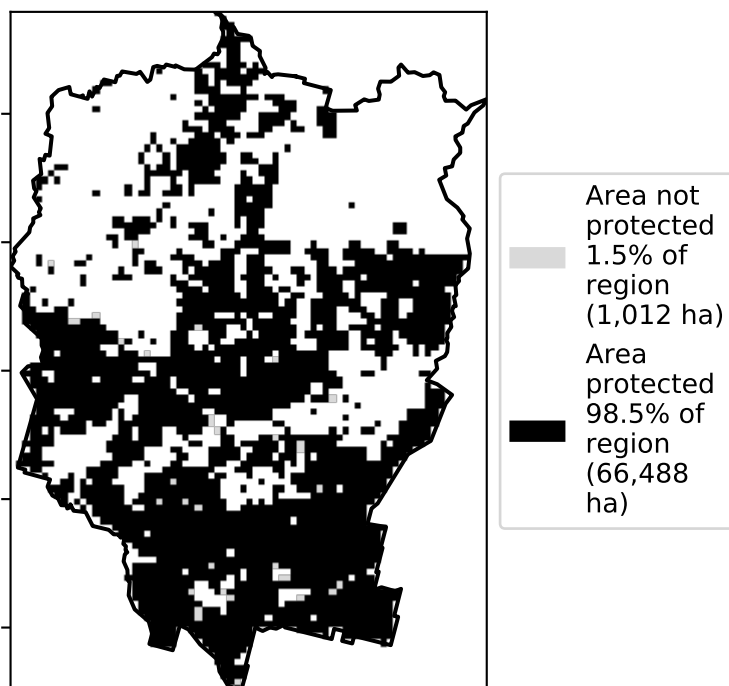 Area not
protected
1.5% of
region
(1,012 ha)
Area
protected
98.5% of
region
(66,488
ha)